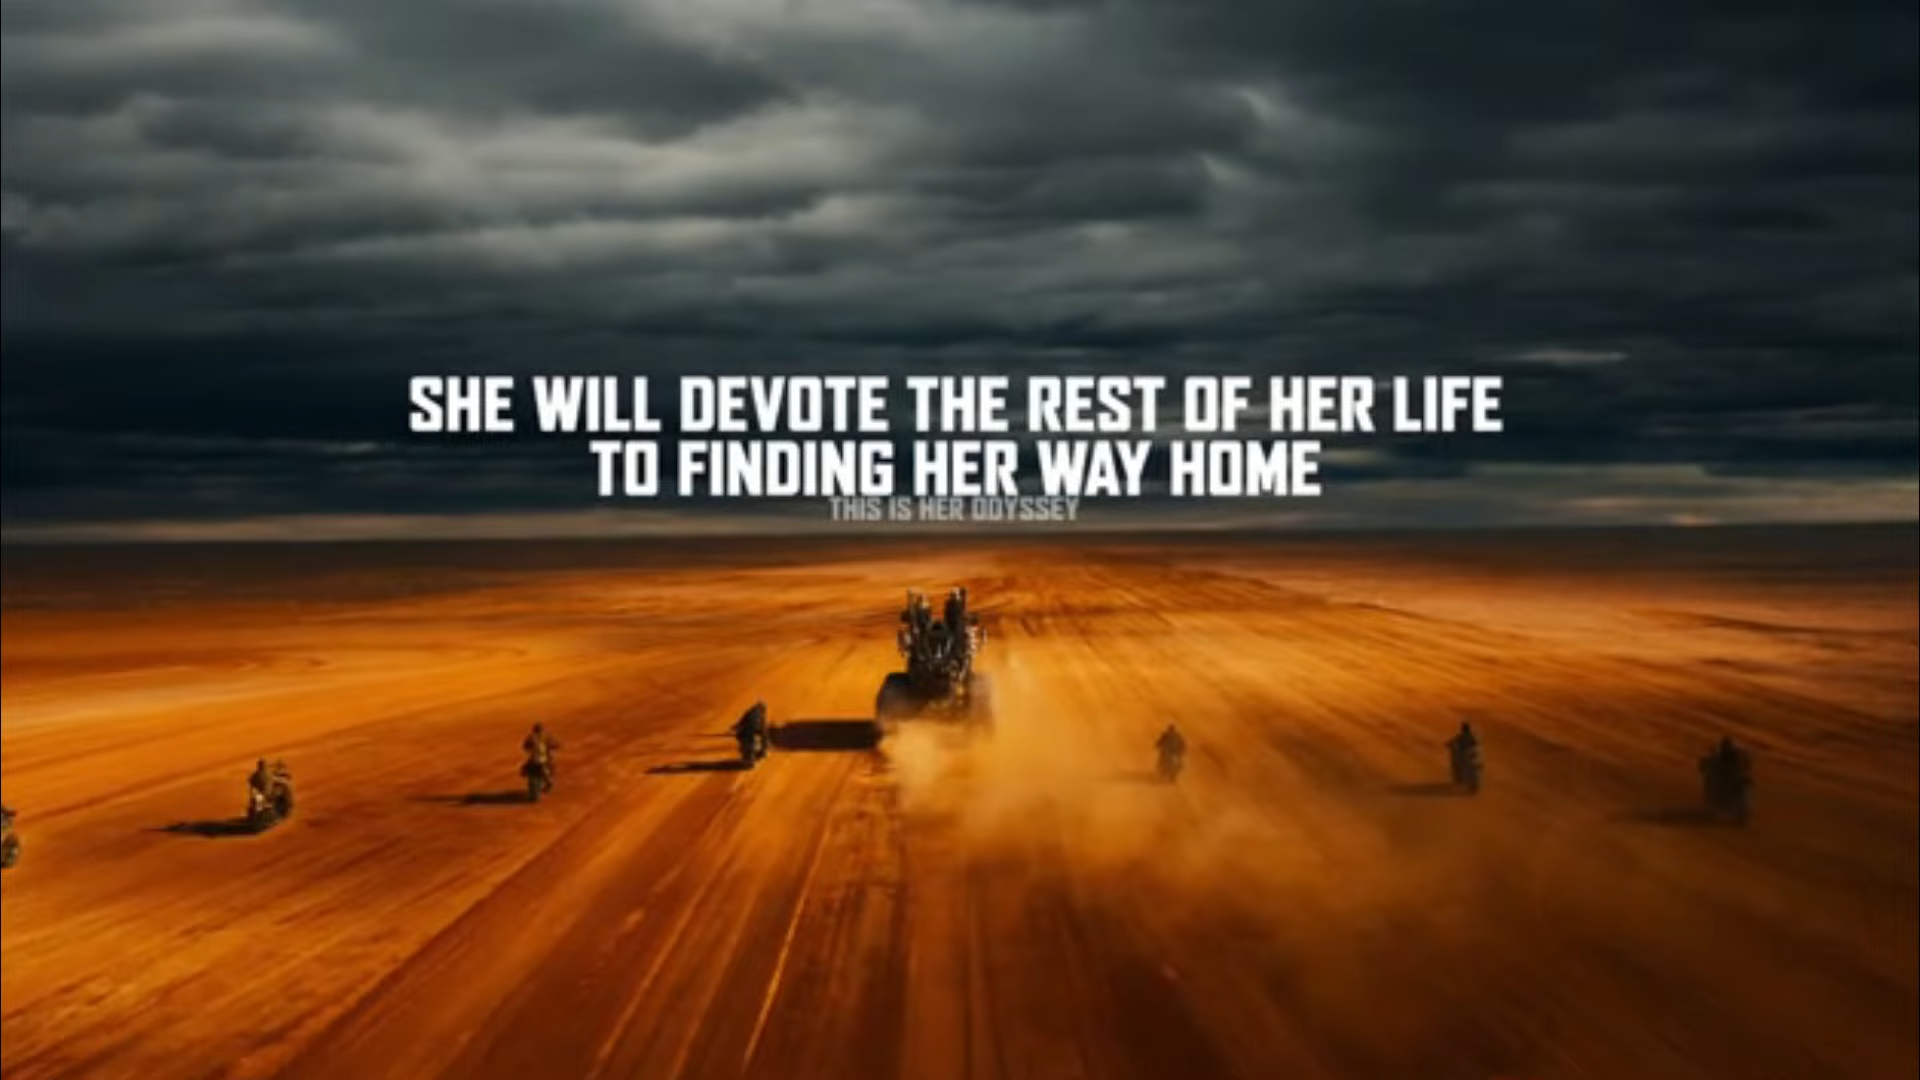 SHE WILL DEVOTE THE REST OF HER LIFE
TO FINDING HER WAY HOME
THIS IS HER ODYSSEY